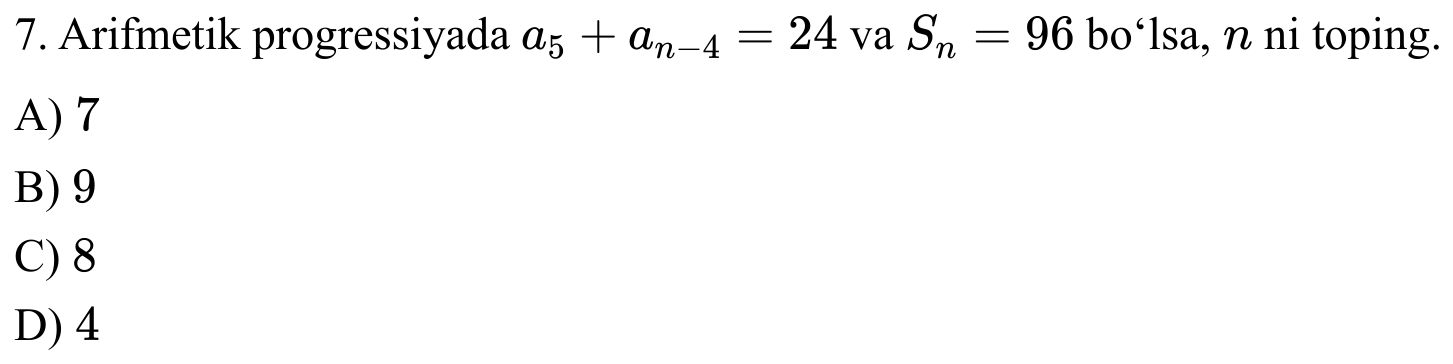 7. Arifmetik progressiyada $a_5 + a_{n-4} = 24$ va $S_n = 96$ bo‘lsa, $n$ ni toping.
A) 7
B) 9
C) 8
D) 4